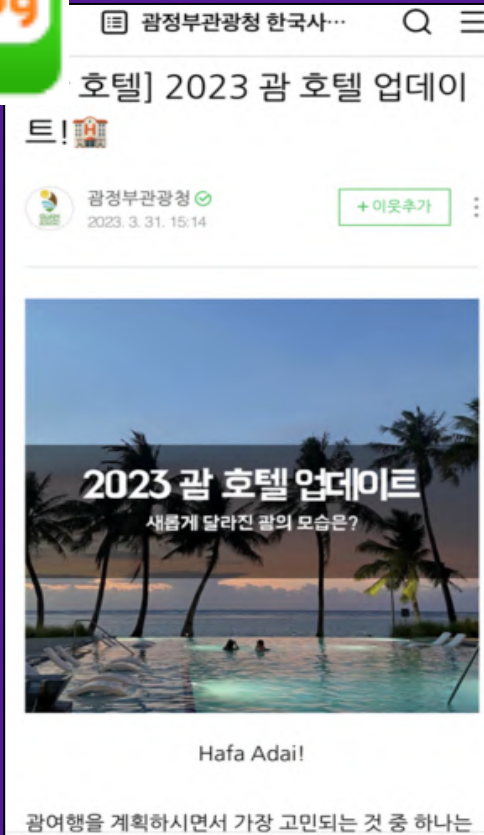 괌정부관광청 한국사…
호텔] 2023 괌 호텔 업데이
트!
괌정부관광청
2023. 3. 31. 15:14
+ 이웃추가
2023 괌 호텔 업데이트
새롭게 달라진 괌의 모습은?
Hafa Adai!
괌여행을 계획하시면서 가장 고민되는 것 중 하나는